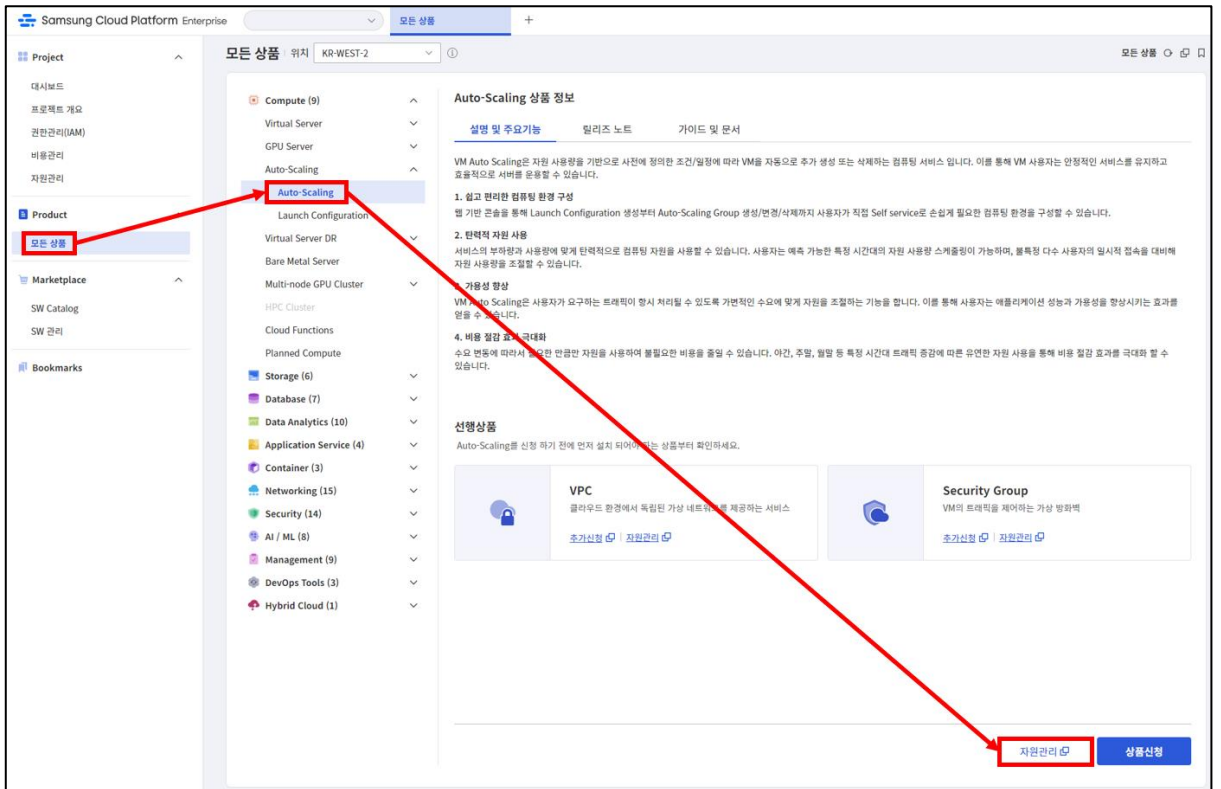 Samsung Cloud Platform Enterprise
모든 상품
Project
대시보드
프로젝트 개요
권한관리(IAM)
비용관리
자원관리
Product
모든 상품
Marketplace
SW Catalog
SW 관리
Bookmarks
모든 상품 위치 KR-WEST-2
모든 상품
Compute (9)
Virtual Server
GPU Server
Auto-Scaling
Auto-Scaling
Launch Configuration
Virtual Server DR
Bare Metal Server
Multi-node GPU Cluster
HPC Cluster
Cloud Functions
Planned Compute
Storage (6)
Database (7)
Data Analytics (10)
Application Service (4)
Container (3)
Networking (15)
Security (14)
AI / ML (8)
Management (9)
DevOps Tools (3)
Hybrid Cloud (1)
Auto-Scaling 상품 정보
설명 및 주요기능 릴리즈 노트 가이드 및 문서
VM Auto Scaling은 자원 사용량을 기반으로 사전에 정의한 조건/일정에 따라 VM을 자동으로 추가 생성 또는 삭제하는 컴퓨팅 서비스 입니다. 이를 통해 VM 사용자는 안정적인 서비스를 유지하고
효율적으로 서버를 운용할 수 있습니다.
1. 쉽고 편리한 컴퓨팅 환경 구성
웹 기반 콘솔을 통해 Launch Configuration 생성부터 Auto-Scaling Group 생성/변경/삭제까지 사용자가 직접 Self service로 손쉽게 필요한 컴퓨팅 환경을 구성할 수 있습니다.
2. 탄력적 자원 사용
서비스의 부하량과 사용량에 맞게 탄력적으로 컴퓨팅 자원을 사용할 수 있습니다. 사용자는 예측 가능한 특정 시간대의 자원 사용량 스케줄링이 가능하며, 불특정 다수 사용자의 일시적 접속을 대비해
자원 사용량을 조절할 수 있습니다.
3. 가용성 향상
VM Auto Scaling은 사용자가 요구하는 트래픽이 항시 처리될 수 있도록 가변적인 수요에 맞게 자원을 조절하는 기능을 합니다. 이를 통해 사용자는 애플리케이션 성능과 가용성을 향상시키는 효과를
얻을 수 있습니다.
4. 비용 절감 효과 극대화
수요 변동에 따라서 필요한 만큼만 자원을 사용하여 불필요한 비용을 줄일 수 있습니다. 야간, 주말, 월말 등 특정 시간대 트래픽 증감에 따른 유연한 자원 사용을 통해 비용 절감 효과를 극대화 할 수
있습니다.
선행상품
Auto-Scaling를 신청 하기 전에 먼저 설치 되어야 하는 상품부터 확인하세요.
VPC
클라우드 환경에서 독립된 가상 네트워크를 제공하는 서비스
추가신청 자원관리
Security Group
VM의 트래픽을 제어하는 가상 방화벽
추가신청 자원관리
자원관리
상품신청